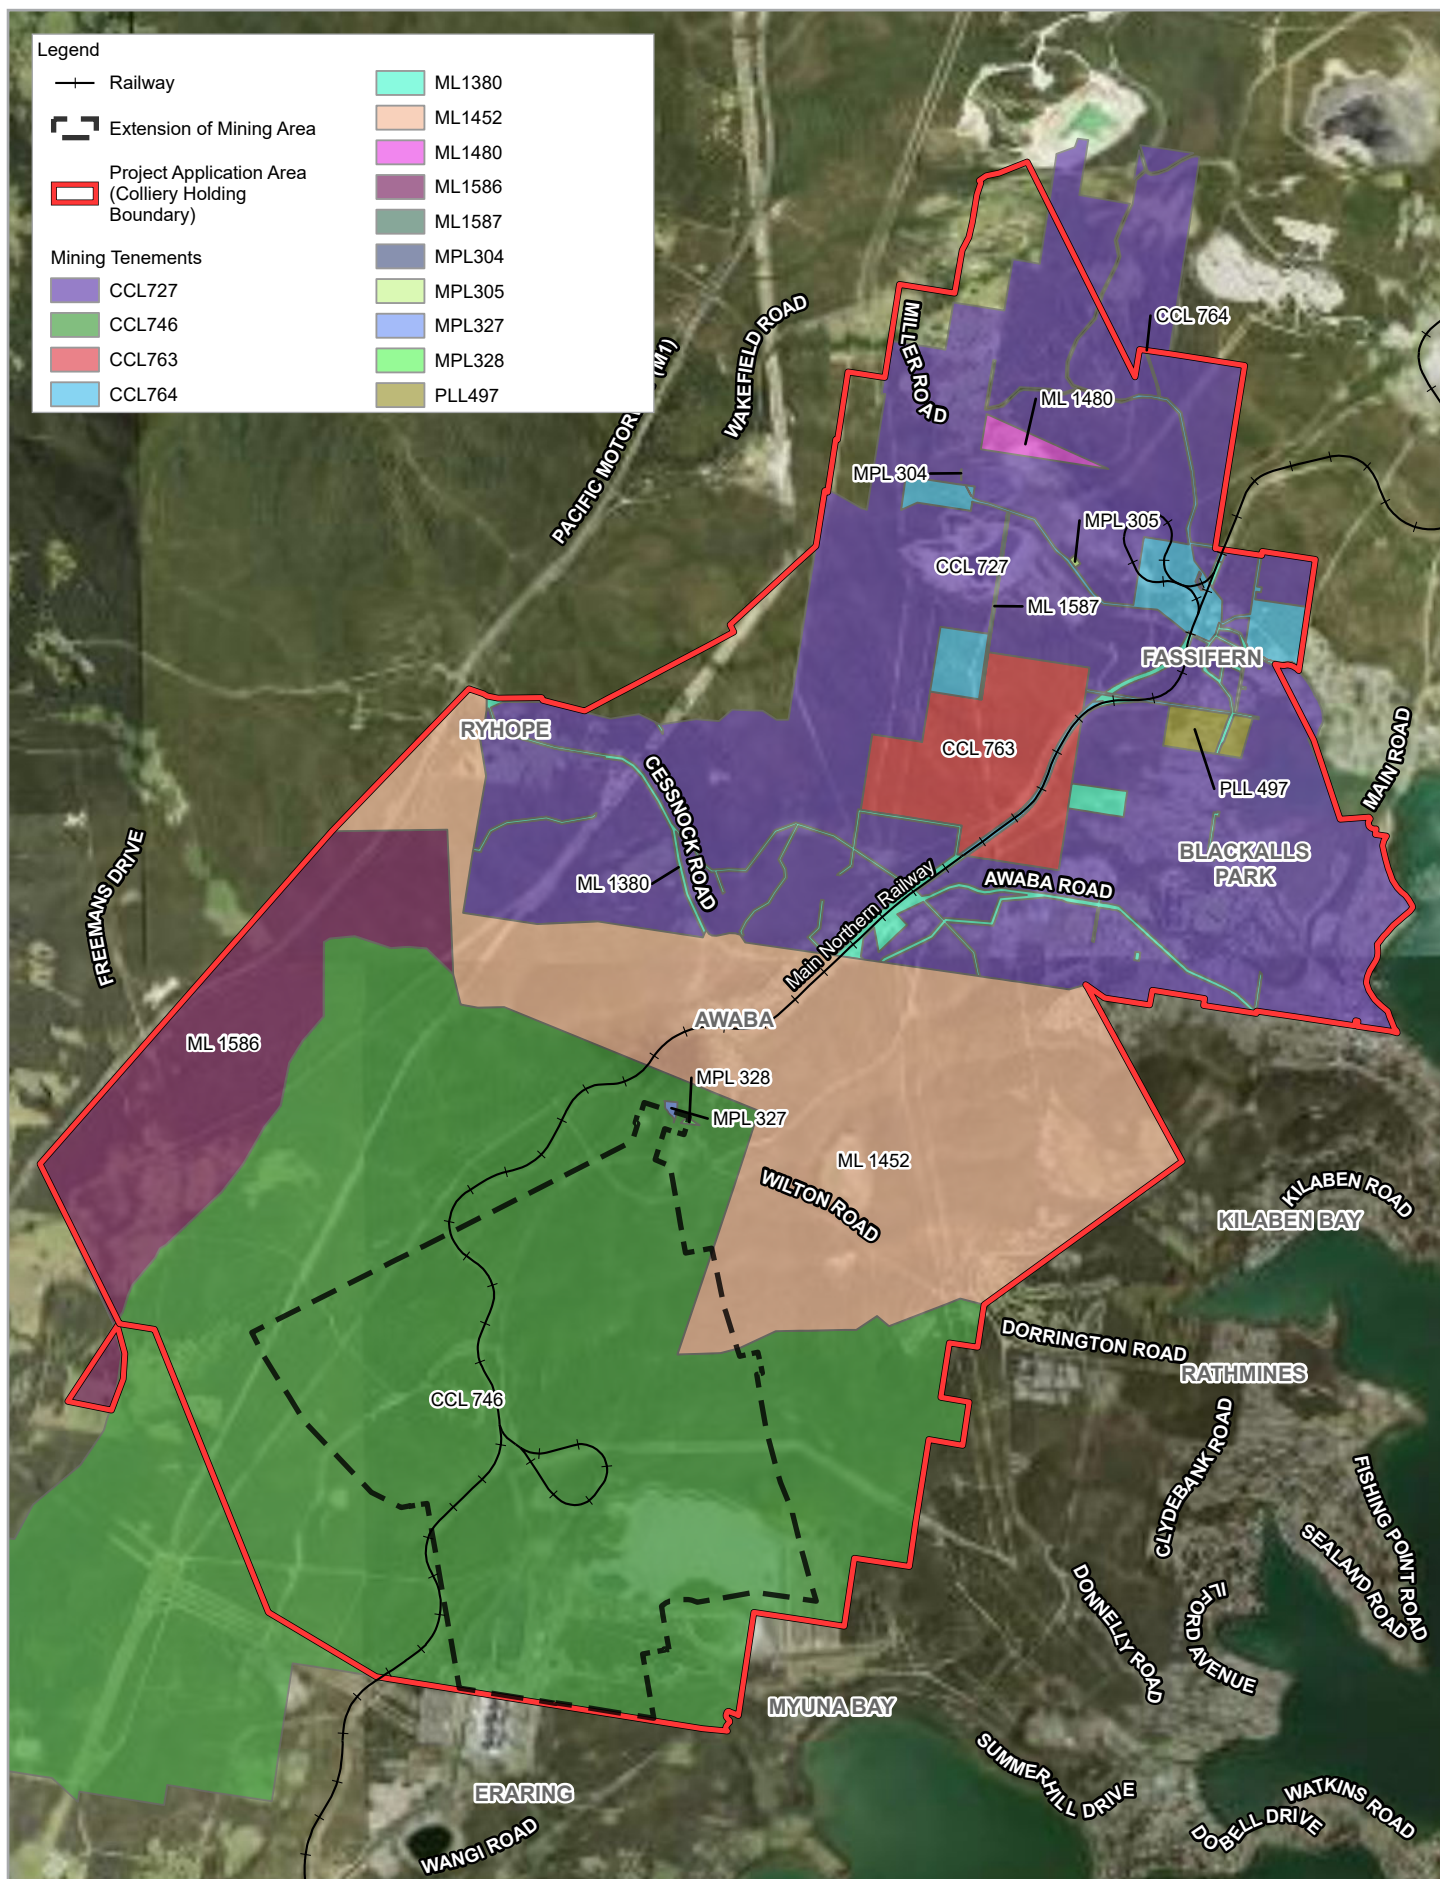 Legend
Railway
Extension of Mining Area
Project Application Area
(Colliery Holding
Boundary)
Mining Tenements
CCL727
CCL746
CCL763
CCL764
ML1380
ML1452
ML1480
ML1586
ML1587
MPL304
MPL305
MPL327
MPL328
PLL497
PACIFIC MOTOR
(M1)
WAKEFIELD ROAD
MILLER ROAD
CCL 764
ML 1480
MPL 304
MPL 305
CCL 727
ML 1587
FASSIFERN
RYHOPE
CESSNOCK ROAD
CCL 763
PLL 497
MAIN ROAD
FREEMANS DRIVE
ML 1380
Main Northern Railway
AWABA ROAD
BLACKALLS
PARK
ML 1586
AWABA
MPL 328
MPL 327
ML 1452
WILTON ROAD
KILABEN ROAD
KILABEN BAY
DORRINGTON ROAD
RATHMINES
CCL 746
CLYDEBANK ROAD
FISHING POINT ROAD
SEALAND ROAD
ILFORD AVENUE
DONNELLY ROAD
MYUNA BAY
SUMMERHILL DRIVE
WATKINS ROAD
DOBELL DRIVE
ERARING
WANGI ROAD